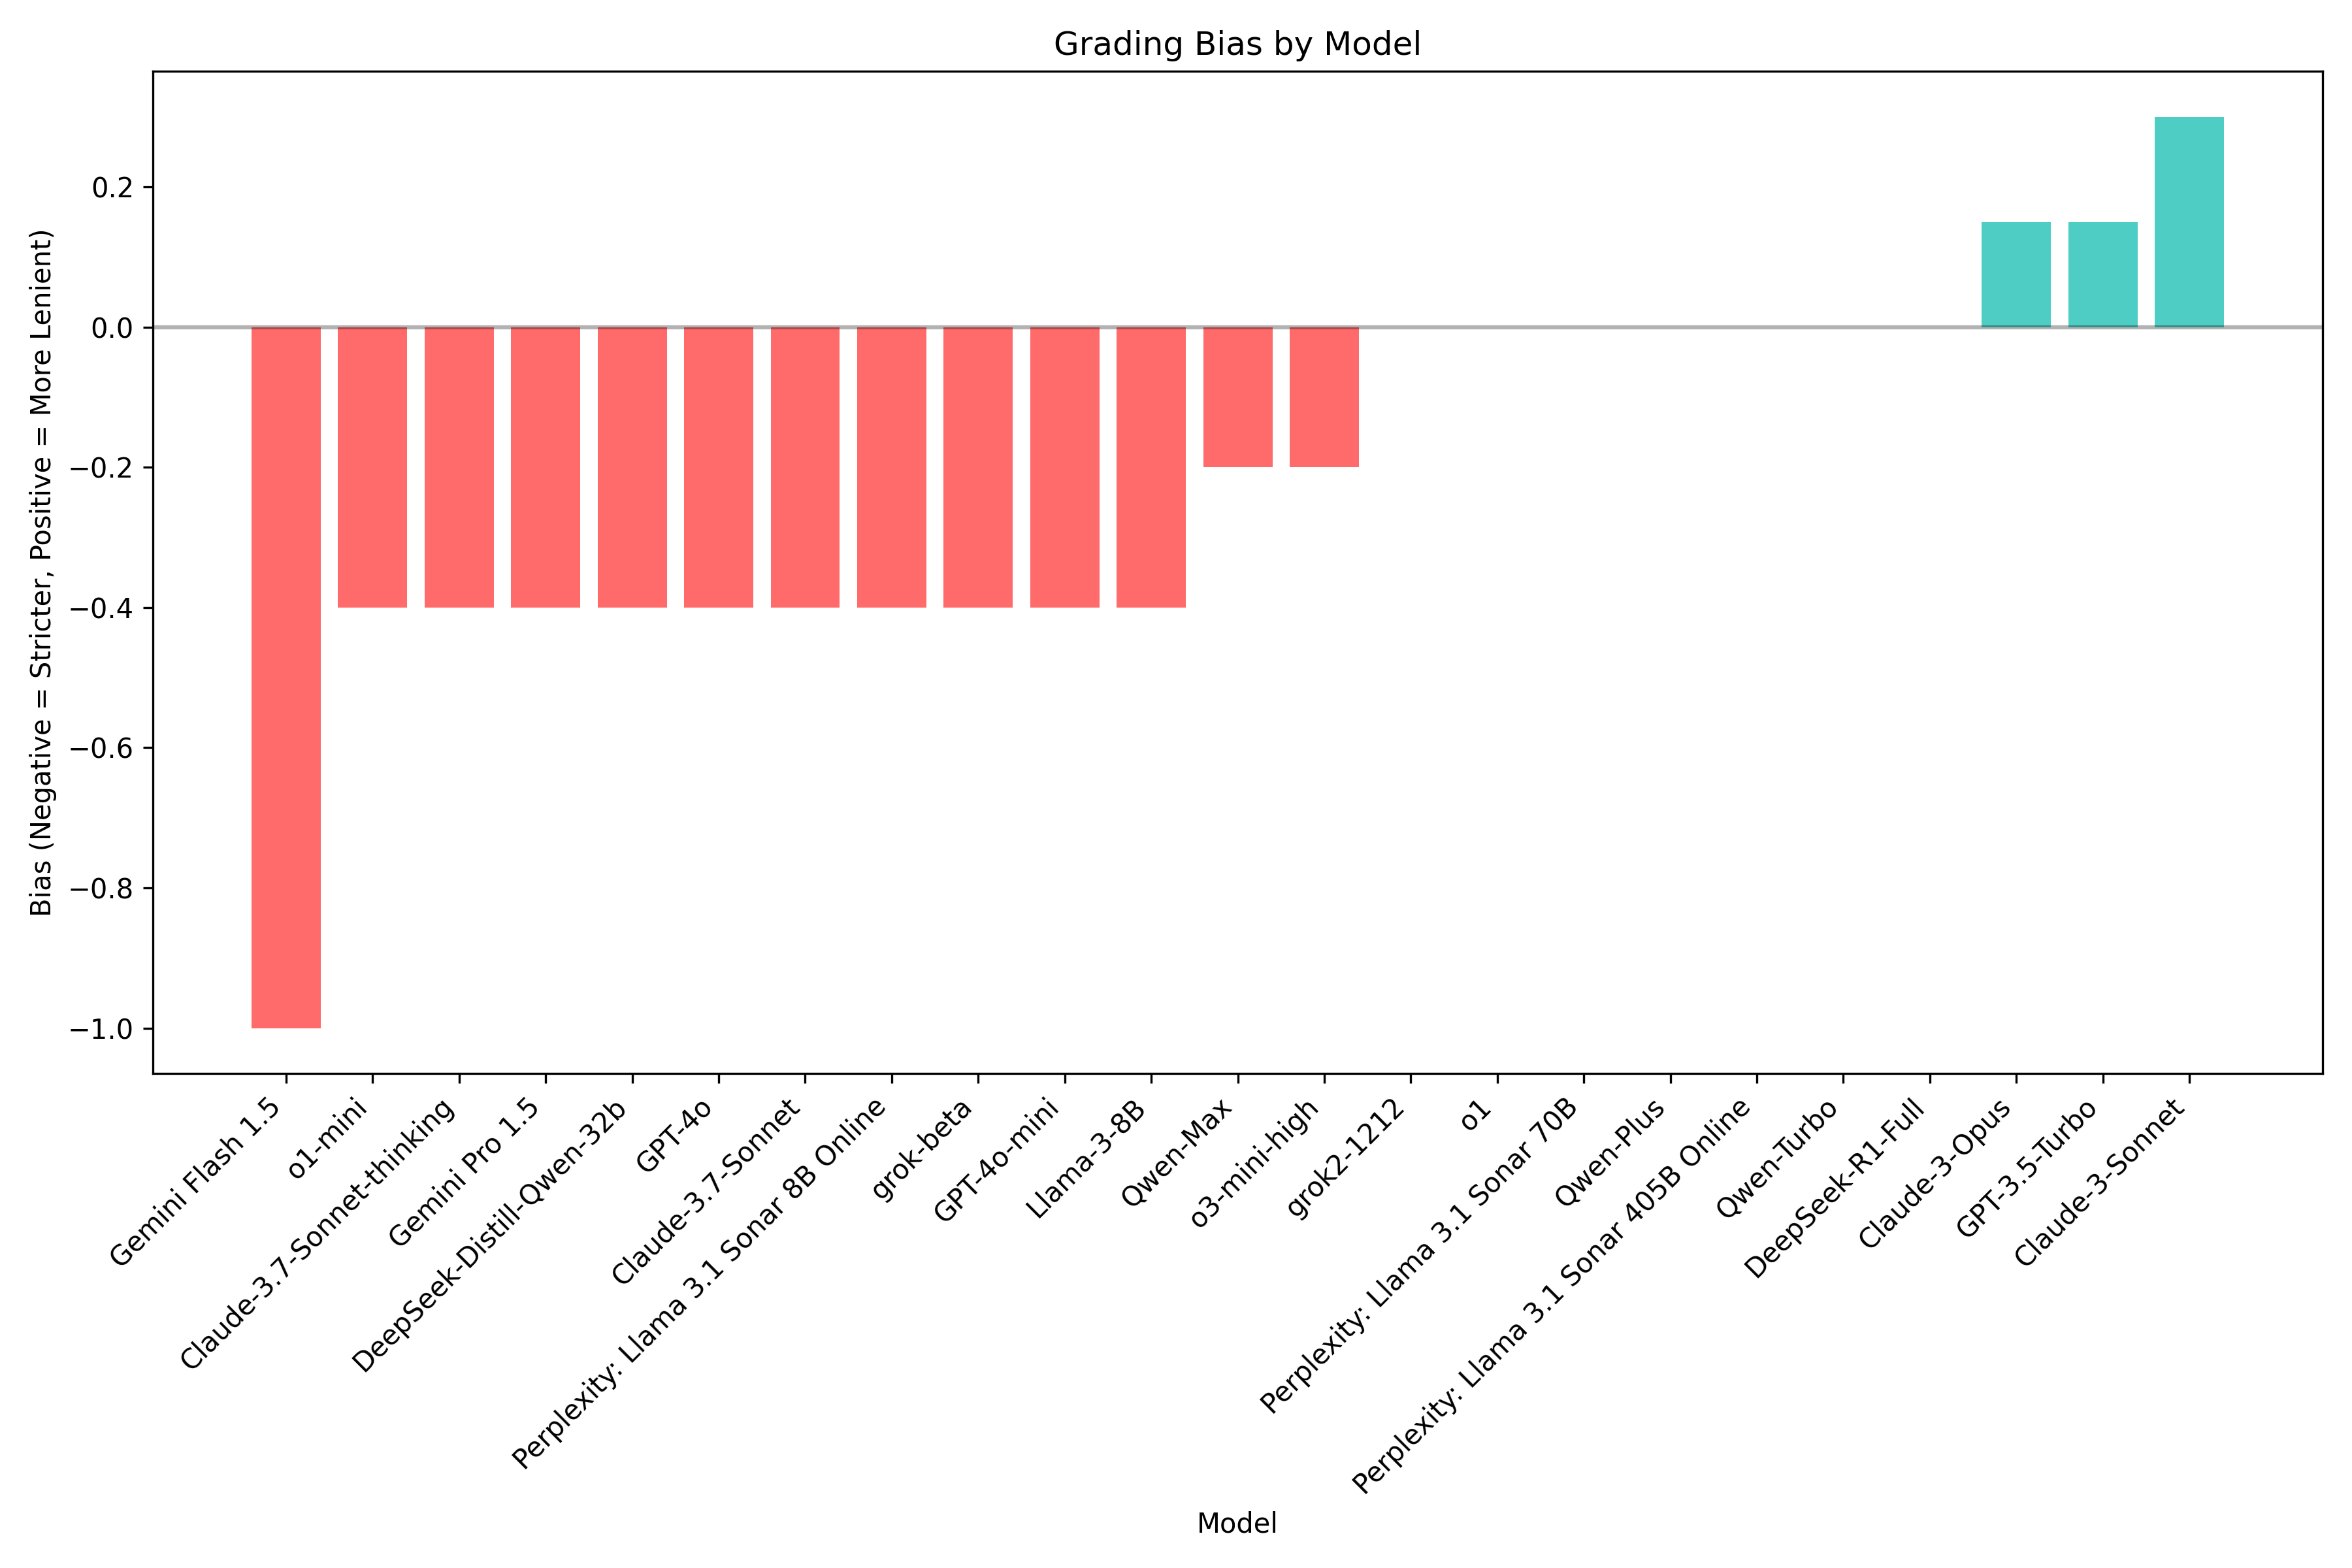 Grading Bias by Model
Bias (Negative = Stricter, Positive = More Lenient)
0.2
0.0
−0.2
−0.4
−0.6
−0.8
−1.0
Gemini Flash 1.5
o1-mini
Claude-3.7-Sonnet-thinking
Gemini Pro 1.5
DeepSeek-Distill-Qwen-32b
GPT-4o
Claude-3.7-Sonnet
Perplexity: Llama 3.1 Sonar 8B Online
grok-beta
GPT-4o-mini
Llama-3-8B
Qwen-Max
o3-mini-high
grok2-1212
o1
Perplexity: Llama 3.1 Sonar 70B
Qwen-Plus
Perplexity: Llama 3.1 Sonar 405B Online
Qwen-Turbo
DeepSeek-R1-Full
Claude-3-Opus
GPT-3.5-Turbo
Claude-3-Sonnet
Model